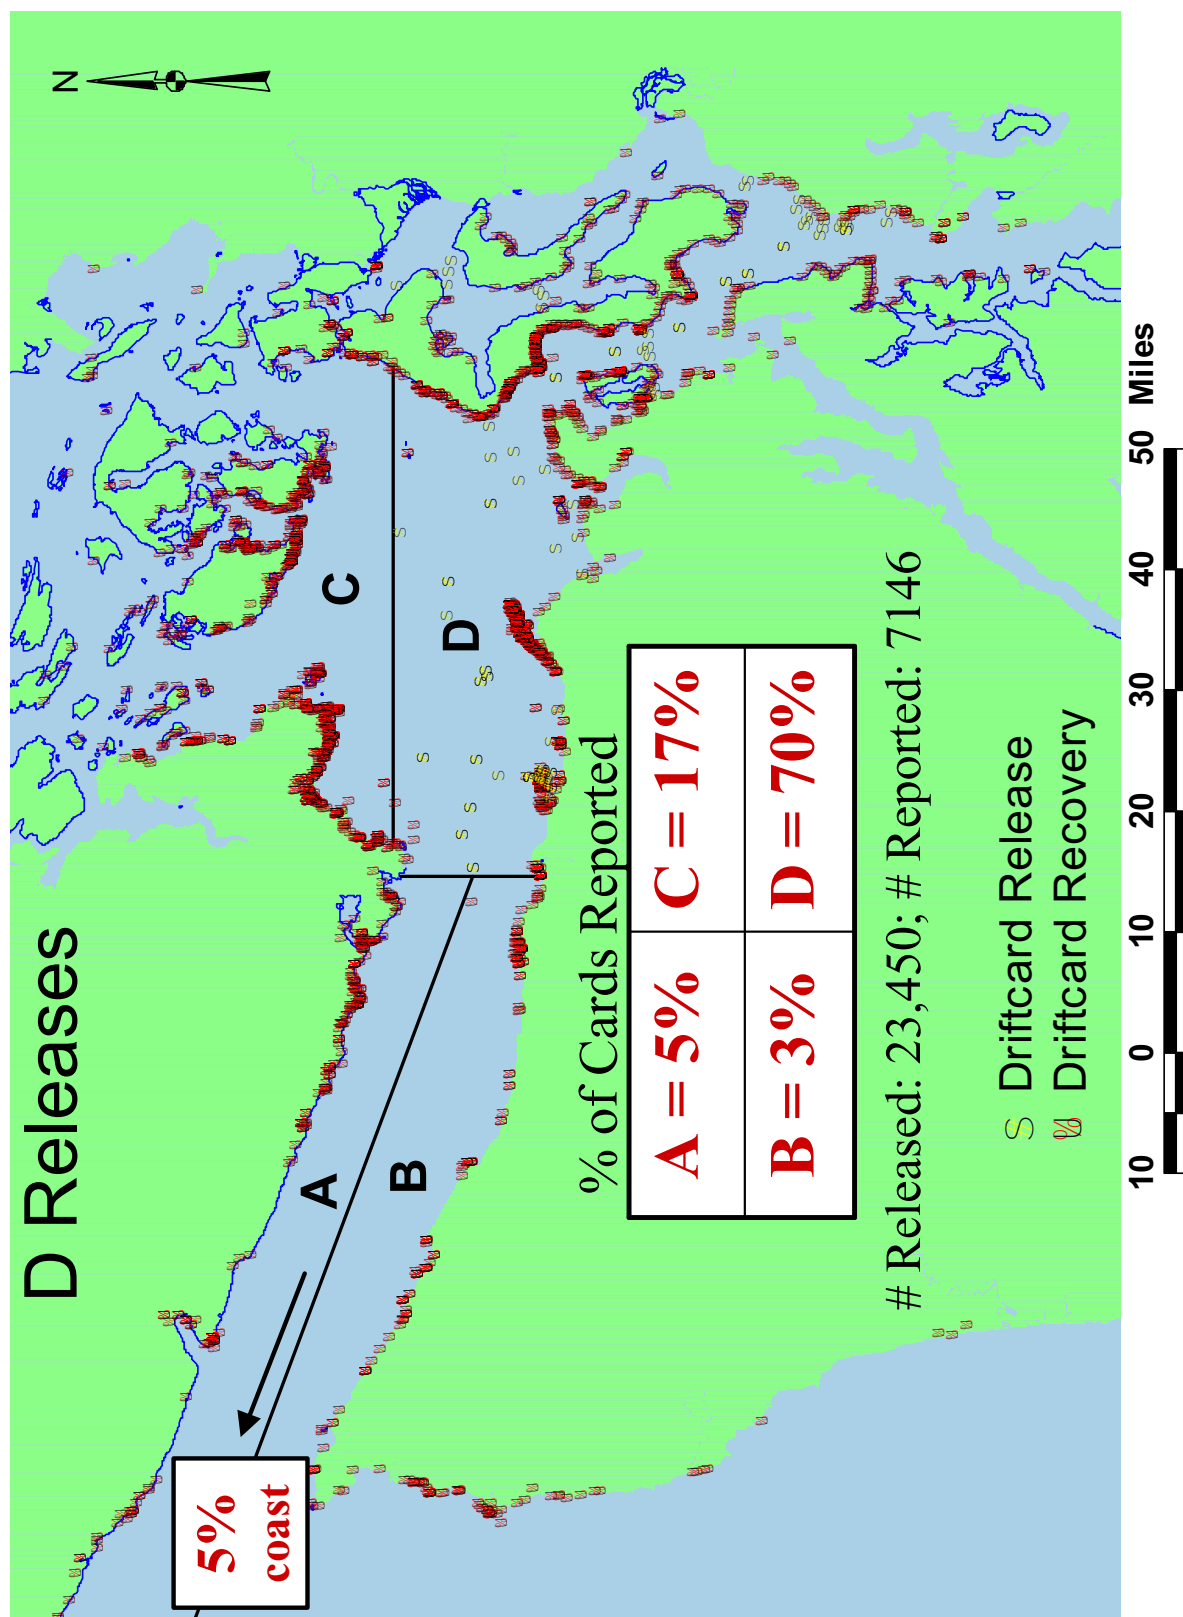 D Releases
N
C
D
A
B
5%
coast
% of Cards Reported
A = 5% C = 17%
B = 3% D = 70%
# Released: 23,450; # Reported: 7146
S Driftcard Release
% Driftcard Recovery
10 0 10 20 30 40 50 Miles